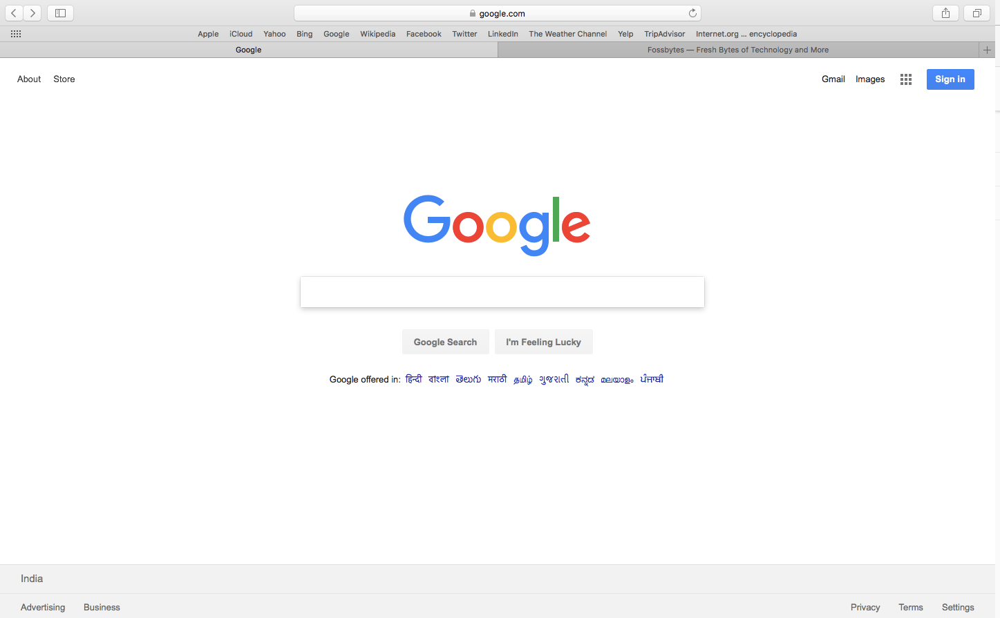 google.com
Apple iCloud Yahoo Bing Google Wikipedia Facebook Twitter LinkedIn The Weather Channel Yelp TripAdvisor Internet.org ... encyclopedia
Google Fossbytes — Fresh Bytes of Technology and More
About Store Gmail Images Sign in
Google
Google Search I'm Feeling Lucky
Google offered in: हिन्दी বাংলা తెలుగు मराठी தமிழ் ગુજરાતી ಕನ್ನಡ മലയാളം ਪੰਜਾਬੀ
India
Advertising Business Privacy Terms Settings